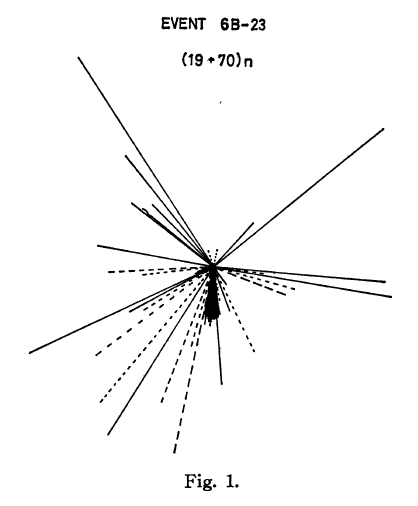 EVENT 6B-23
(19+70)n
Fig. 1.